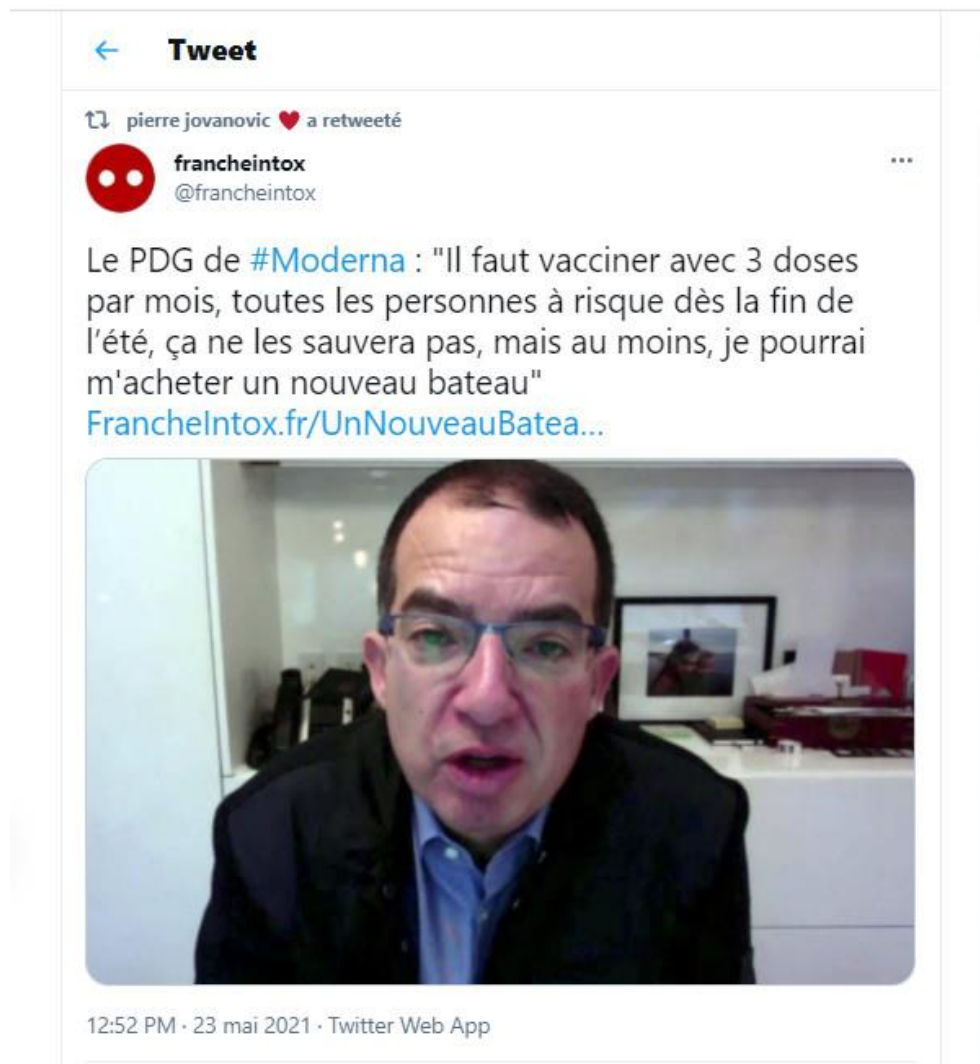 ← Tweet
pierre jovanovic ❤ a retweeté
francheintox
@francheintox
Le PDG de #Moderna : "Il faut vacciner avec 3 doses
par mois, toutes les personnes à risque dès la fin de
l'été, ça ne les sauvera pas, mais au moins, je pourrai
m'acheter un nouveau bateau"
FrancheIntox.fr/UnNouveauBatea...
12:52 PM · 23 mai 2021 · Twitter Web App